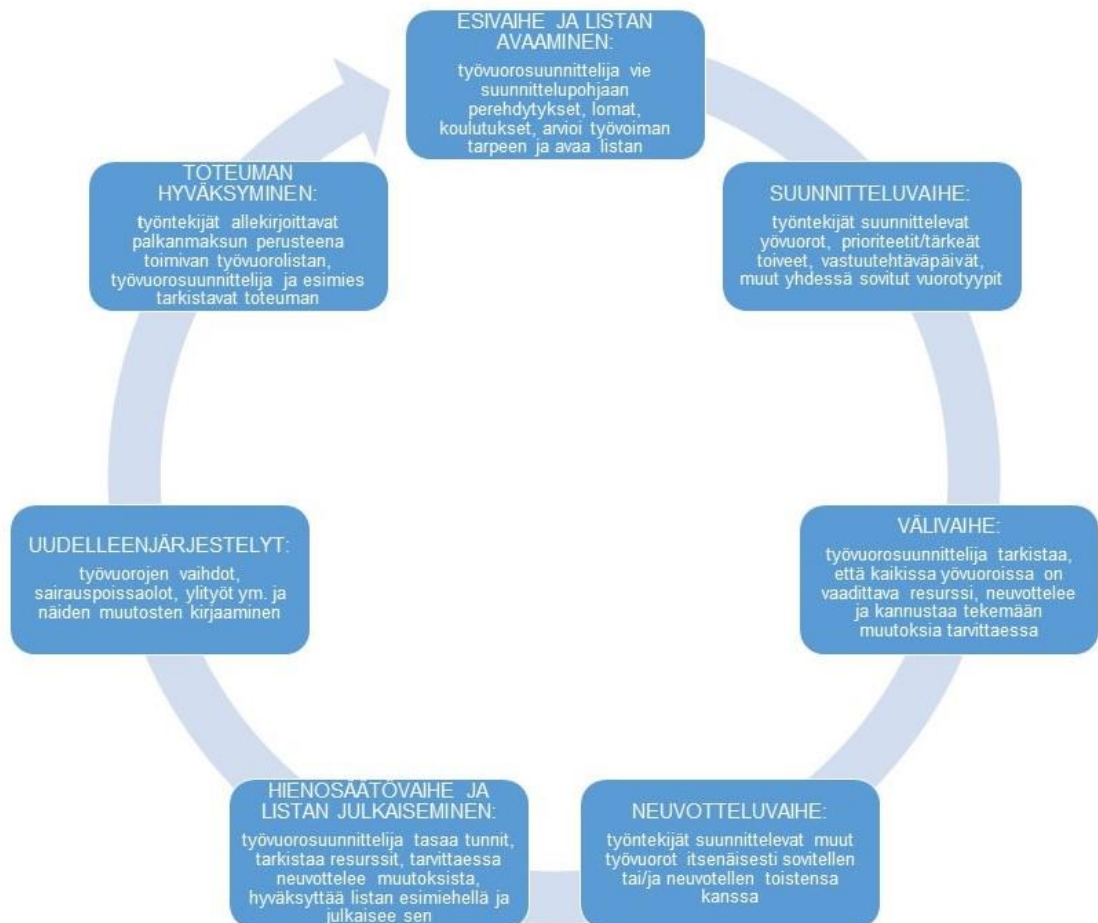 ESIVAIHE JA LISTAN
AVAAMINEN:
työvuorosuunnittelija vie
suunnittelupohjaan
perehdytykset, lomat,
koulutukset, arvioi työvoiman
tarpeen ja avaa listan
SUUNNITTELUVAIHE:
työntekijät suunnittelevat
yövuorot, prioriteetit/tärkeät
toiveet, vastuutehtäväpäivät,
muut yhdessä sovitut vuorotyypit
VÄLIVAIHE:
työvuorosuunnittelija tarkistaa,
että kaikissa yövuoroissa on
vaadittava resurssi, neuvottelee
ja kannustaa tekemään
muutoksia tarvittaessa
NEUVOTTELUVAIHE:
työntekijät suunnittelevat muut
työvuorot itsenäisesti sovitellen
tai/ja neuvotellen toistensa
kanssa
HIENOSÄÄTÖVAIHE JA
LISTAN JULKAISEMINEN:
työvuorosuunnittelija tasaa tunnit,
tarkistaa resurssit, tarvittaessa
neuvottelee muutoksista,
hyväksyttää listan esimiehellä ja
julkaisee sen
UUDELLEENJÄRJESTELYT:
työvuorojen vaihdot,
sairauspoissaolot, ylityöt ym. ja
näiden muutosten kirjaaminen
TOTEUMAN
HYVÄKSYMINEN:
työntekijät allekirjoittavat
palkanmaksun perusteena
toimivan työvuorolistan,
työvuorosuunnittelija ja esimies
tarkistavat toteuman